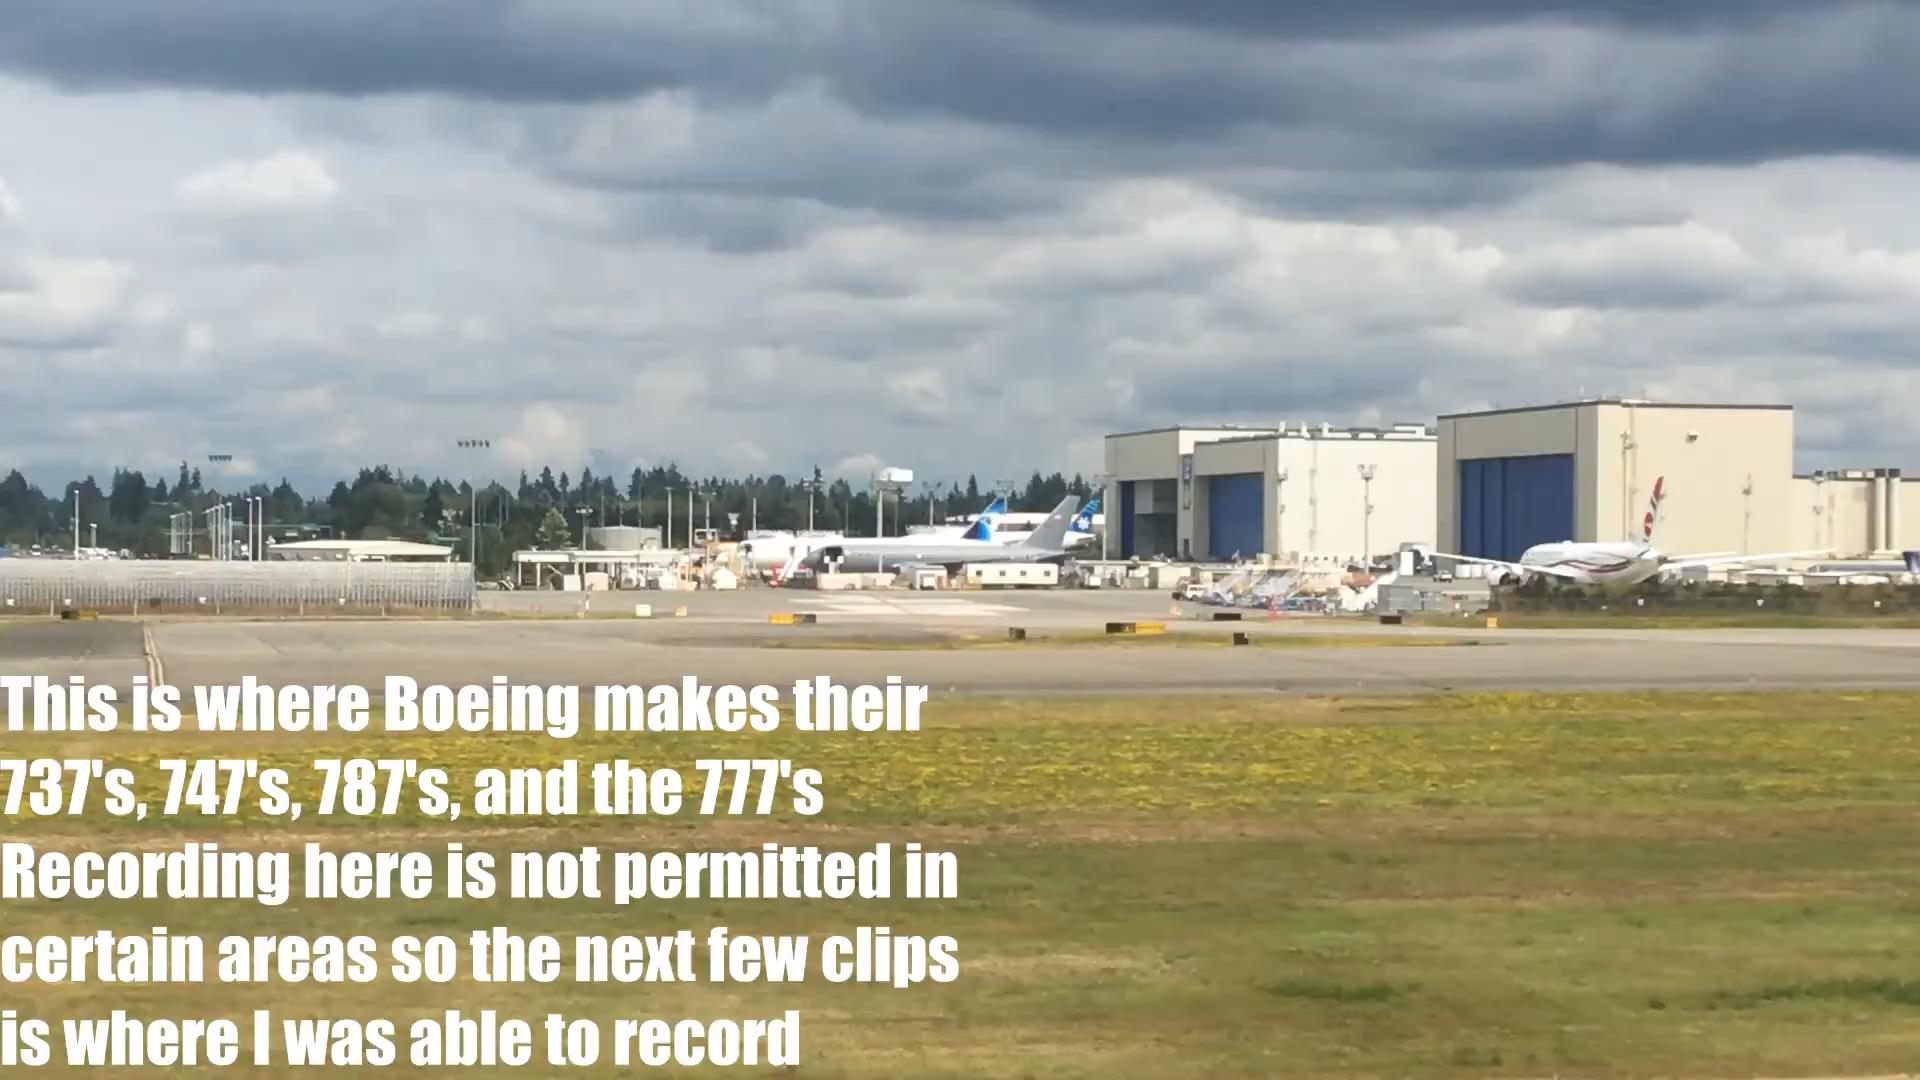 This is where Boeing makes their
737's, 747's, 787's, and the 777's
Recording here is not permitted in
certain areas so the next few clips
is where I was able to record